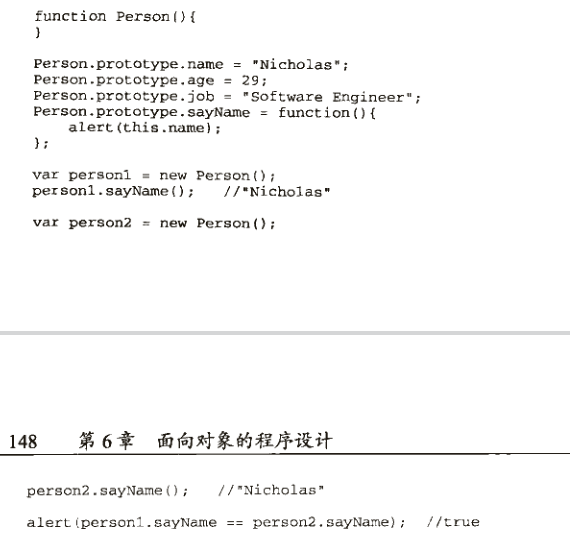 function Person(){
}
Person.prototype.name = "Nicholas";
Person.prototype.age = 29;
Person.prototype.job = "Software Engineer";
Person.prototype.sayName = function(){
    alert(this.name);
};
var person1 = new Person();
person1.sayName();   //"Nicholas"
var person2 = new Person();
148 第 6 章 面向对象的程序设计
person2.sayName();   //"Nicholas"
alert(person1.sayName == person2.sayName);  //true